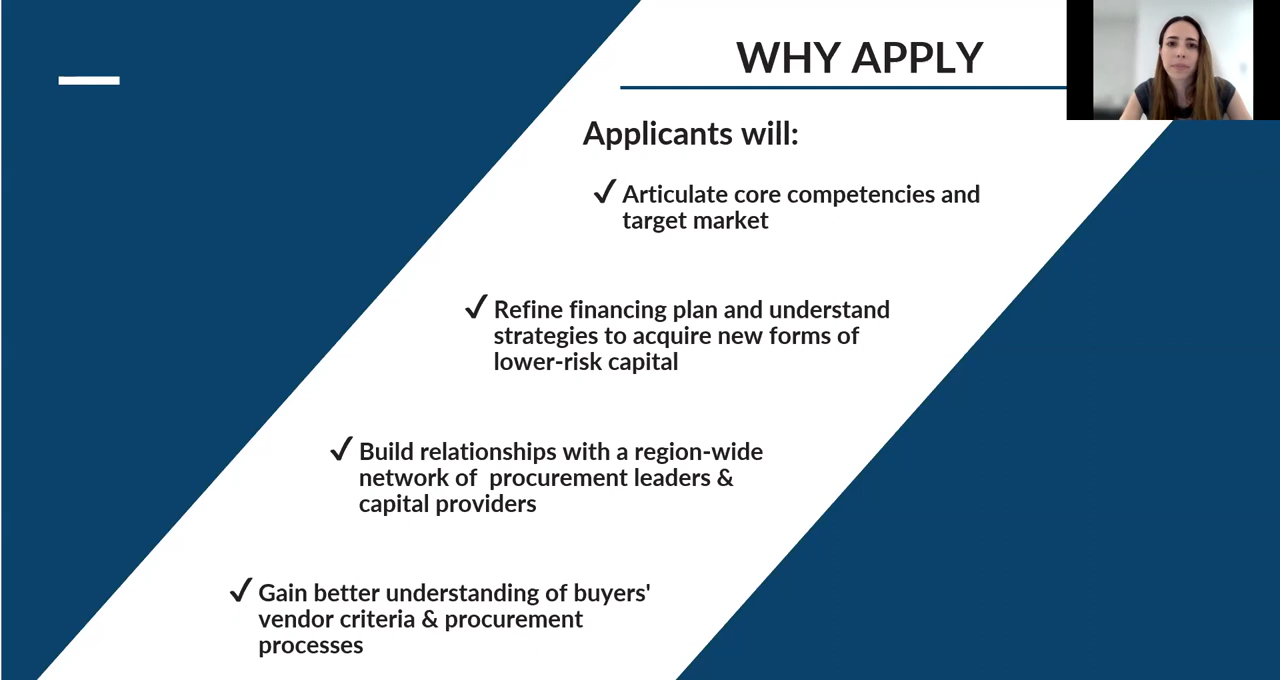 WHY APPLY
Applicants will:
✓ Articulate core competencies and
target market
✓ Refine financing plan and understand
strategies to acquire new forms of
lower-risk capital
✓ Build relationships with a region-wide
network of  procurement leaders &
capital providers
✓ Gain better understanding of buyers'
vendor criteria & procurement
processes